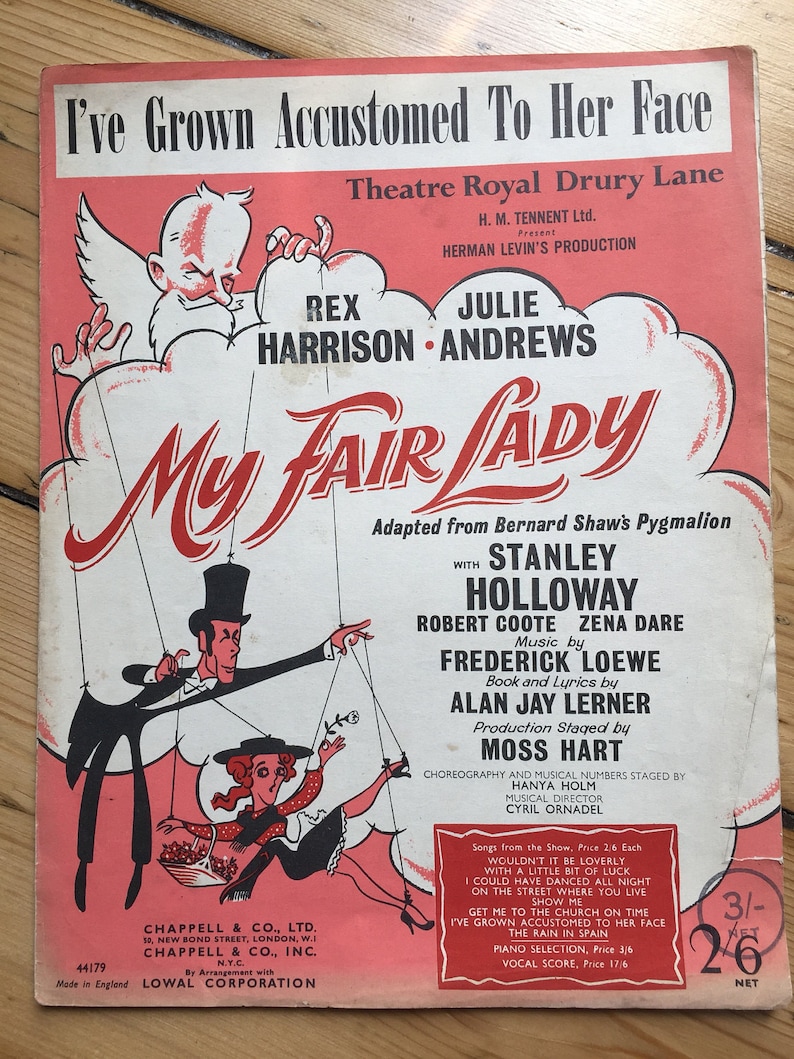 I've Grown Accustomed To Her Face
Theatre Royal Drury Lane
H. M. TENNENT Ltd.
Present
HERMAN LEVIN'S PRODUCTION
REX HARRISON • JULIE ANDREWS
MY FAIR LADY
Adapted from Bernard Shaw's Pygmalion
WITH STANLEY
HOLLOWAY
ROBERT COOTE ZENA DARE
Music by
FREDERICK LOEWE
Book and Lyrics by
ALAN JAY LERNER
Production Staged by
MOSS HART
CHOREOGRAPHY AND MUSICAL NUMBERS STAGED BY
HANYA HOLM
MUSICAL DIRECTOR
CYRIL ORNADEL
Songs from the Show, Price 2/6 Each
WOULDN'T IT BE LOVERLY
WITH A LITTLE BIT OF LUCK
I COULD HAVE DANCED ALL NIGHT
ON THE STREET WHERE YOU LIVE
SHOW ME
GET ME TO THE CHURCH ON TIME
I'VE GROWN ACCUSTOMED TO HER FACE
THE RAIN IN SPAIN
PIANO SELECTION, Price 3/6
VOCAL SCORE, Price 17/6
CHAPPELL & CO., LTD.
50, NEW BOND STREET, LONDON, W.1
CHAPPELL & CO., INC.
N.Y.C.
By Arrangement with
LOWAL CORPORATION
44179
Made in England
3/-
NET
2/6
NET